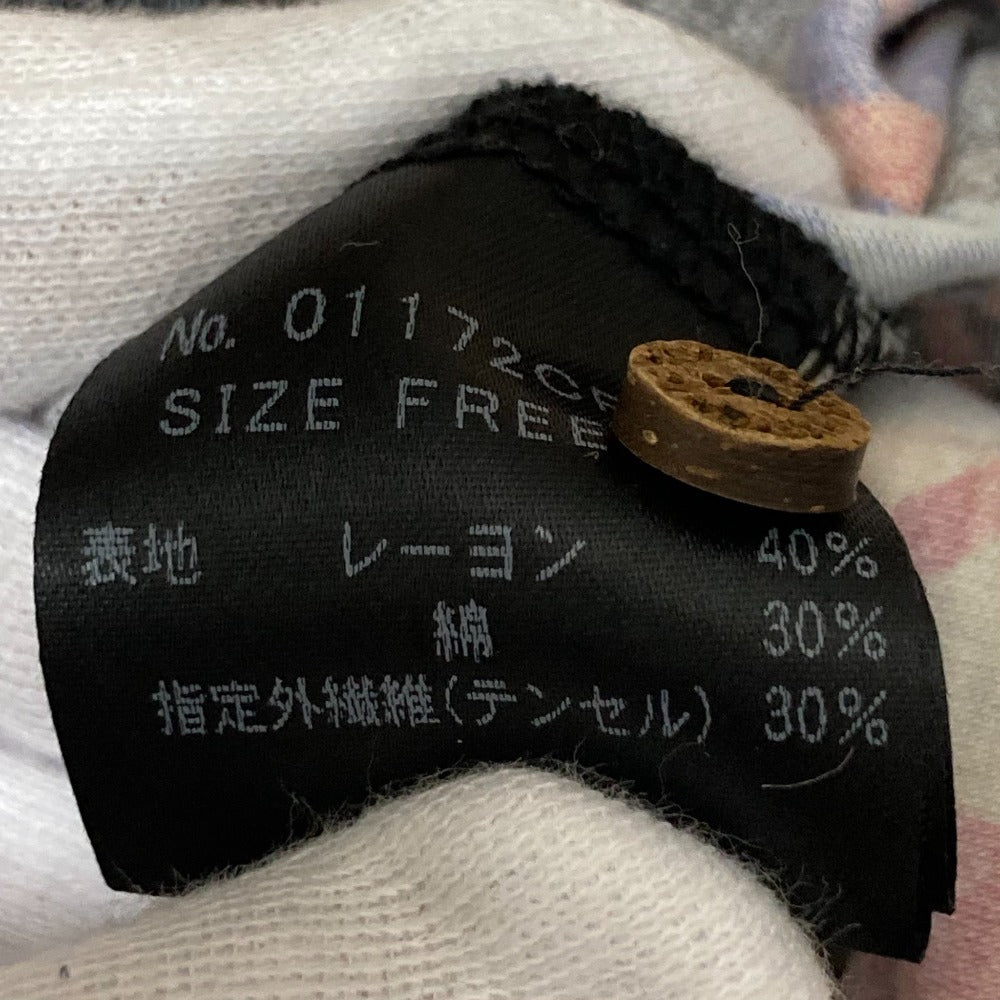 No. 01172CF
SIZE FREE
表地 レーヨン 40%
綿 30%
指定外繊維(テンセル) 30%